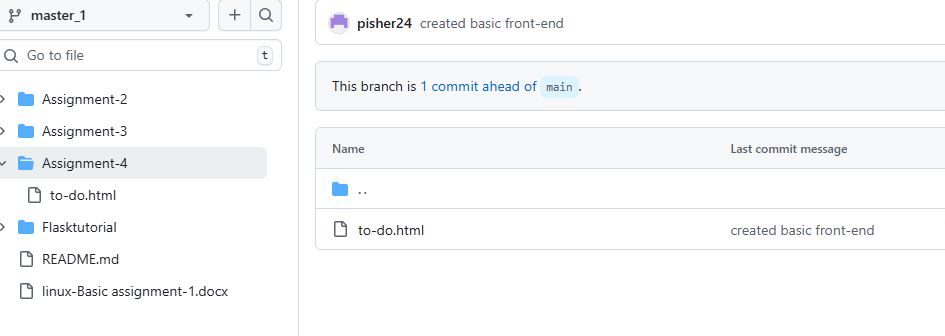 master_1
Go to file
t
Assignment-2
Assignment-3
Assignment-4
to-do.html
Flasktutorial
README.md
linux-Basic assignment-1.docx
pisher24 created basic front-end
This branch is 1 commit ahead of main.
Name Last commit message
..
to-do.html created basic front-end